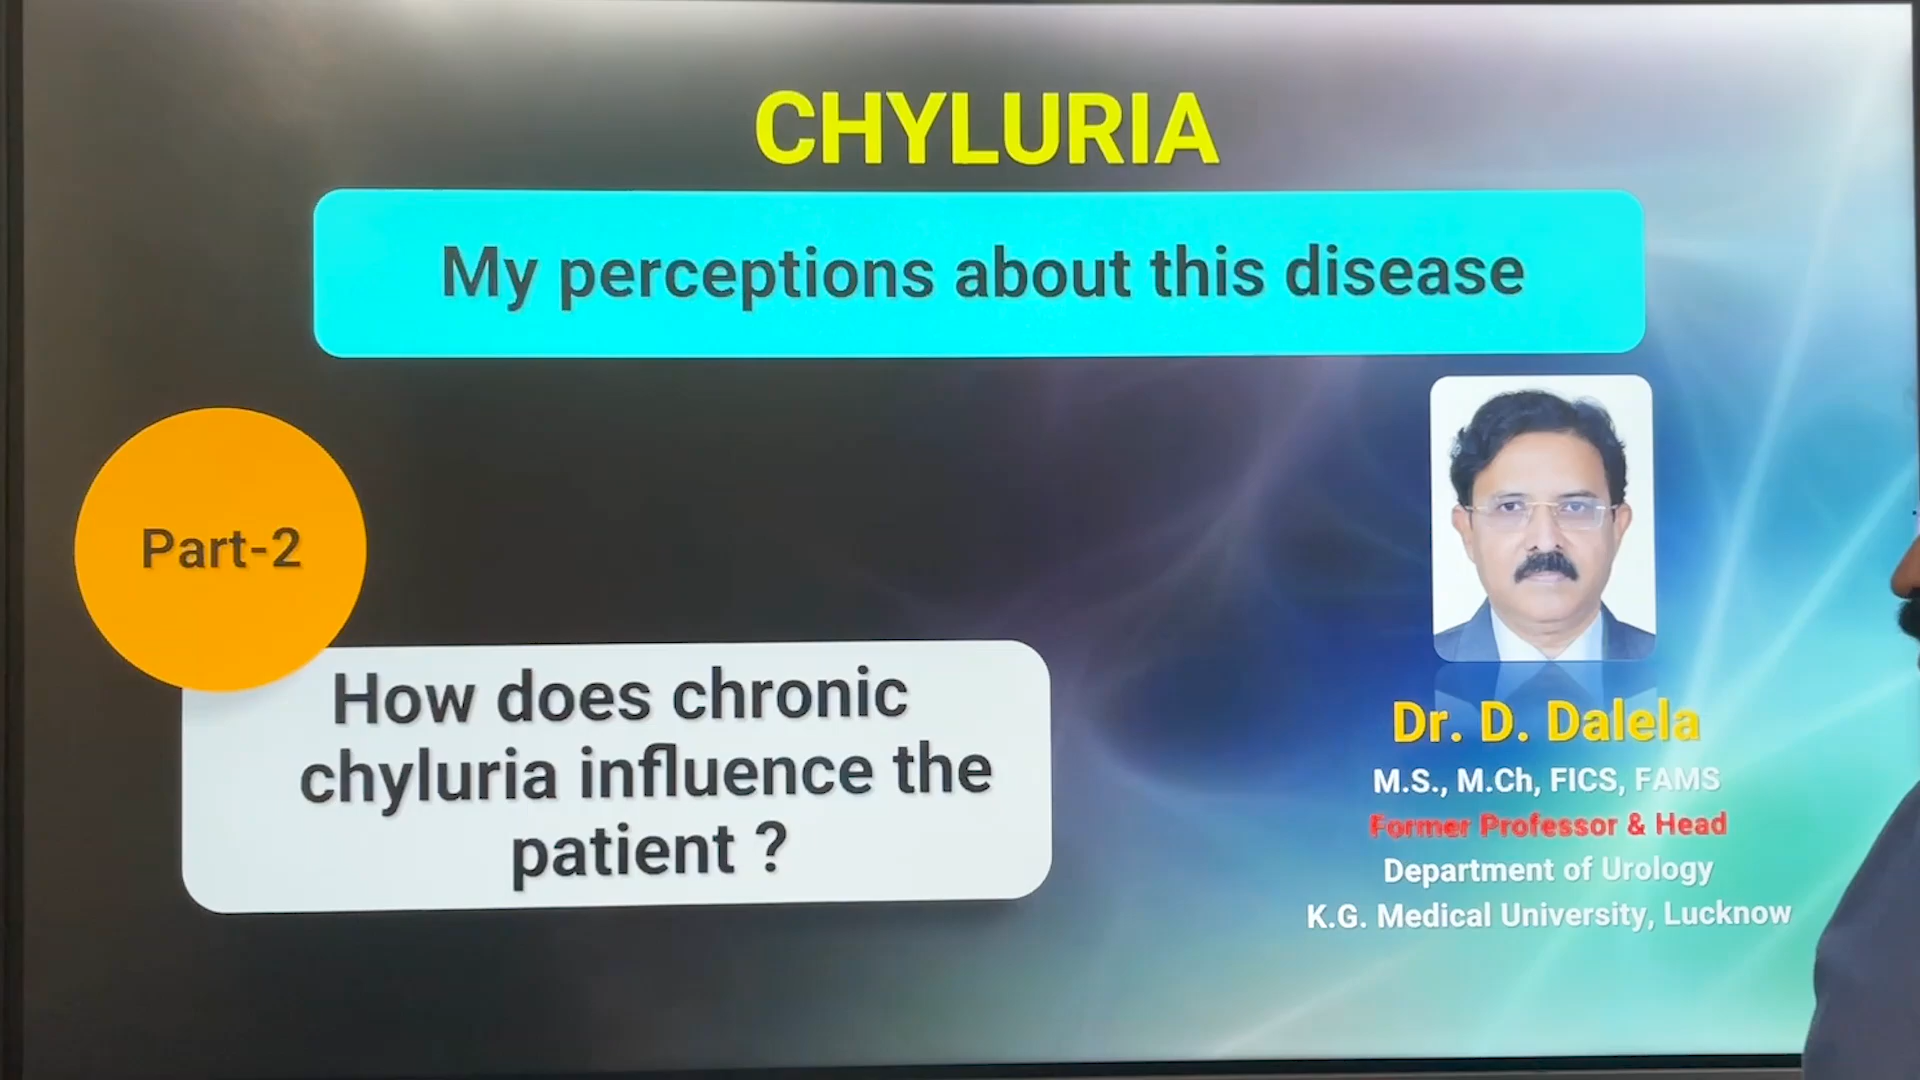 CHYLURIA
My perceptions about this disease
Part-2
How does chronic
chyluria influence the
patient ?
Dr. D. Dalela
M.S., M.Ch, FICS, FAMS
Former Professor & Head
Department of Urology
K.G. Medical University, Lucknow